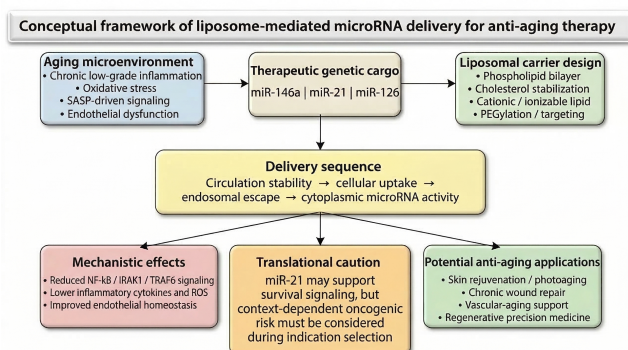 Conceptual framework of liposome-mediated microRNA delivery for anti-aging therapy
Aging microenvironment
• Chronic low-grade inflammation
• Oxidative stress
• SASP-driven signaling
• Endothelial dysfunction
Therapeutic genetic cargo
miR-146a | miR-21 | miR-126
Liposomal carrier design
• Phospholipid bilayer
• Cholesterol stabilization
• Cationic / ionizable lipid
• PEGylation / targeting
Delivery sequence
Circulation stability → cellular uptake →
endosomal escape → cytoplasmic microRNA activity
Mechanistic effects
• Reduced NF-kB / IRAK1 / TRAF6 signaling
• Lower inflammatory cytokines and ROS
• Improved endothelial homeostasis
Translational caution
miR-21 may support
survival signaling, but
context-dependent oncogenic
risk must be considered
during indication selection
Potential anti-aging applications
• Skin rejuvenation / photoaging
• Chronic wound repair
• Vascular-aging support
• Regenerative precision medicine